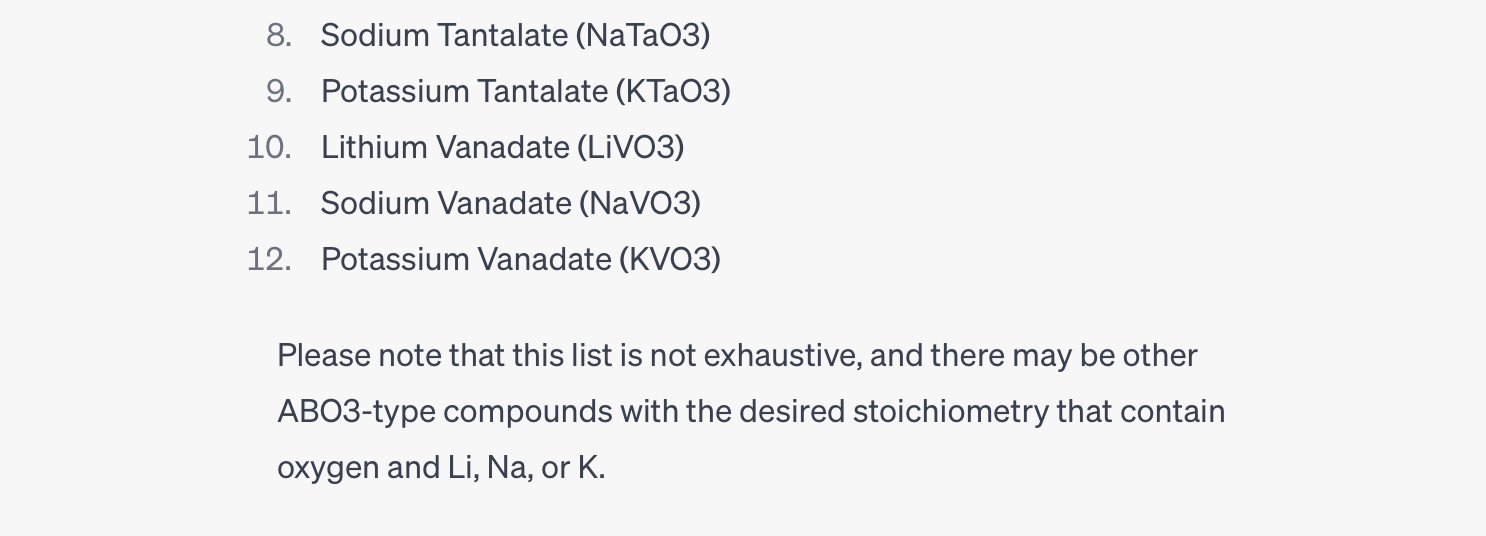 8. Sodium Tantalate (NaTaO3)
9. Potassium Tantalate (KTaO3)
10. Lithium Vanadate (LiVO3)
11. Sodium Vanadate (NaVO3)
12. Potassium Vanadate (KVO3)
Please note that this list is not exhaustive, and there may be other
ABO3-type compounds with the desired stoichiometry that contain
oxygen and Li, Na, or K.